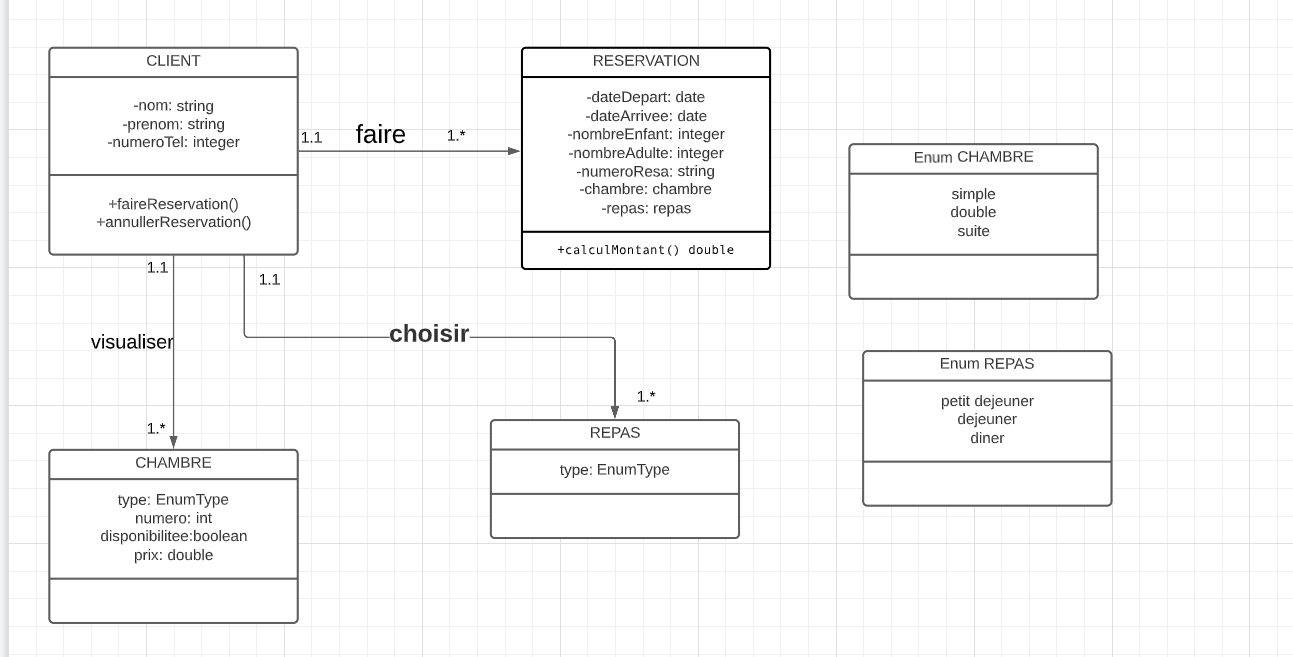 CLIENT
-nom: string
-prenom: string
-numeroTel: integer
+faireReservation()
+annullerReservation()
1.1
faire
1.*
RESERVATION
-dateDepart: date
-dateArrivee: date
-nombreEnfant: integer
-nombreAdulte: integer
-numeroResa: string
-chambre: chambre
-repas: repas
+calculMontant() double
Enum CHAMBRE
simple
double
suite
1.1
visualiser
1.*
1.1
choisir
1.*
Enum REPAS
petit dejeuner
dejeuner
diner
CHAMBRE
type: EnumType
numero: int
disponibilitee:boolean
prix: double
REPAS
type: EnumType